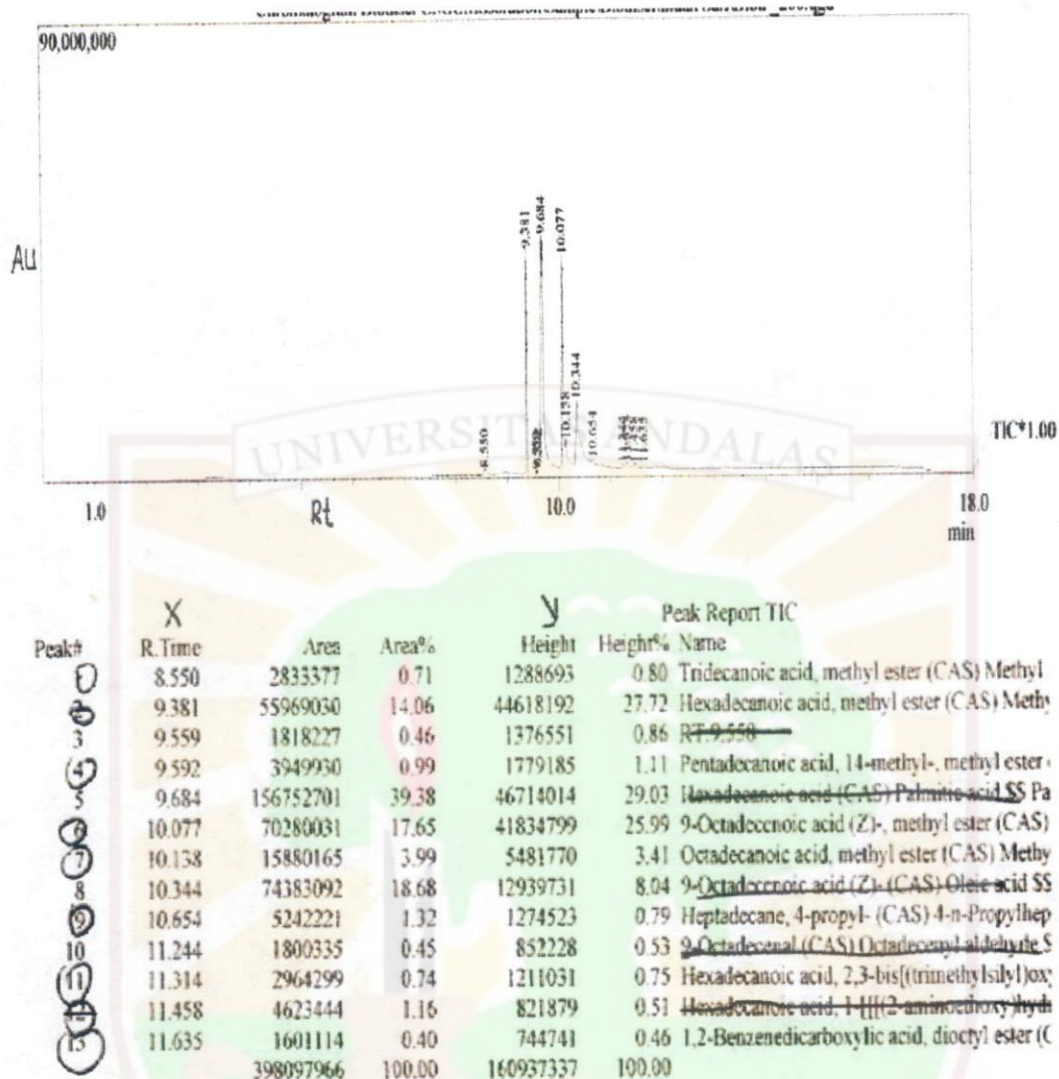 90,000,000
9.381
9.684
10.077
Au
10.138
10.344
8.550
10.654
11.458
11.635
TIC*1.00
UNIVERSITAS ANDALAS
1.0
Rt
10.0
18.0
min
X
y
Peak Report TIC
Peak# R.Time Area Area% Height Height% Name
1 8.550 2833377 0.71 1288693 0.80 Tridecanoic acid, methyl ester (CAS) Methyl
2 9.381 55969030 14.06 44618192 27.72 Hexadecanoic acid, methyl ester (CAS) Methy
3 9.559 1818227 0.46 1376551 0.86 RT:9.558
4 9.592 3949930 0.99 1779185 1.11 Pentadecanoic acid, 14-methyl-, methyl ester
5 9.684 156752701 39.38 46714014 29.03 Hexadecanoic acid (CAS) Palmitic acid $$ Pa
6 10.077 70280031 17.65 41834799 25.99 9-Octadecenoic acid (Z)-, methyl ester (CAS)
7 10.138 15880165 3.99 5481770 3.41 Octadecanoic acid, methyl ester (CAS) Methy
8 10.344 74383092 18.68 12939731 8.04 9-Octadecenoic acid (Z)- (CAS) Oleic acid $$
9 10.654 5242221 1.32 1274523 0.79 Heptadecane, 4-propyl- (CAS) 4-n-Propylhep
10 11.244 1800335 0.45 852228 0.53 9-Octadecenal (CAS) Octadecenyl aldehyde $
11 11.314 2964299 0.74 1211031 0.75 Hexadecanoic acid, 2,3-bis[(trimethylsilyl)oxy
11.458 4623444 1.16 821879 0.51 Hexadecanoic acid, 1-[[[(2-aminoethoxy)hydr
13 11.635 1601114 0.40 744741 0.46 1,2-Benzenedicarboxylic acid, dioctyl ester (C
398097966 100.00 160937337 100.00